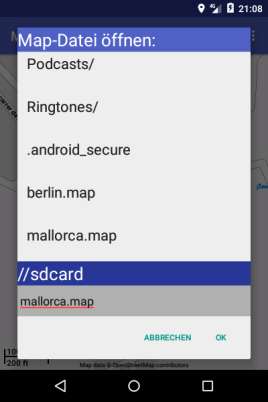 21:08
Map-Datei öffnen:
Podcasts/
Ringtones/
.android_secure
berlin.map
mallorca.map
//sdcard
mallorca.map
ABBRECHEN OK
200 ft
Map data © OpenStreetMap contributors